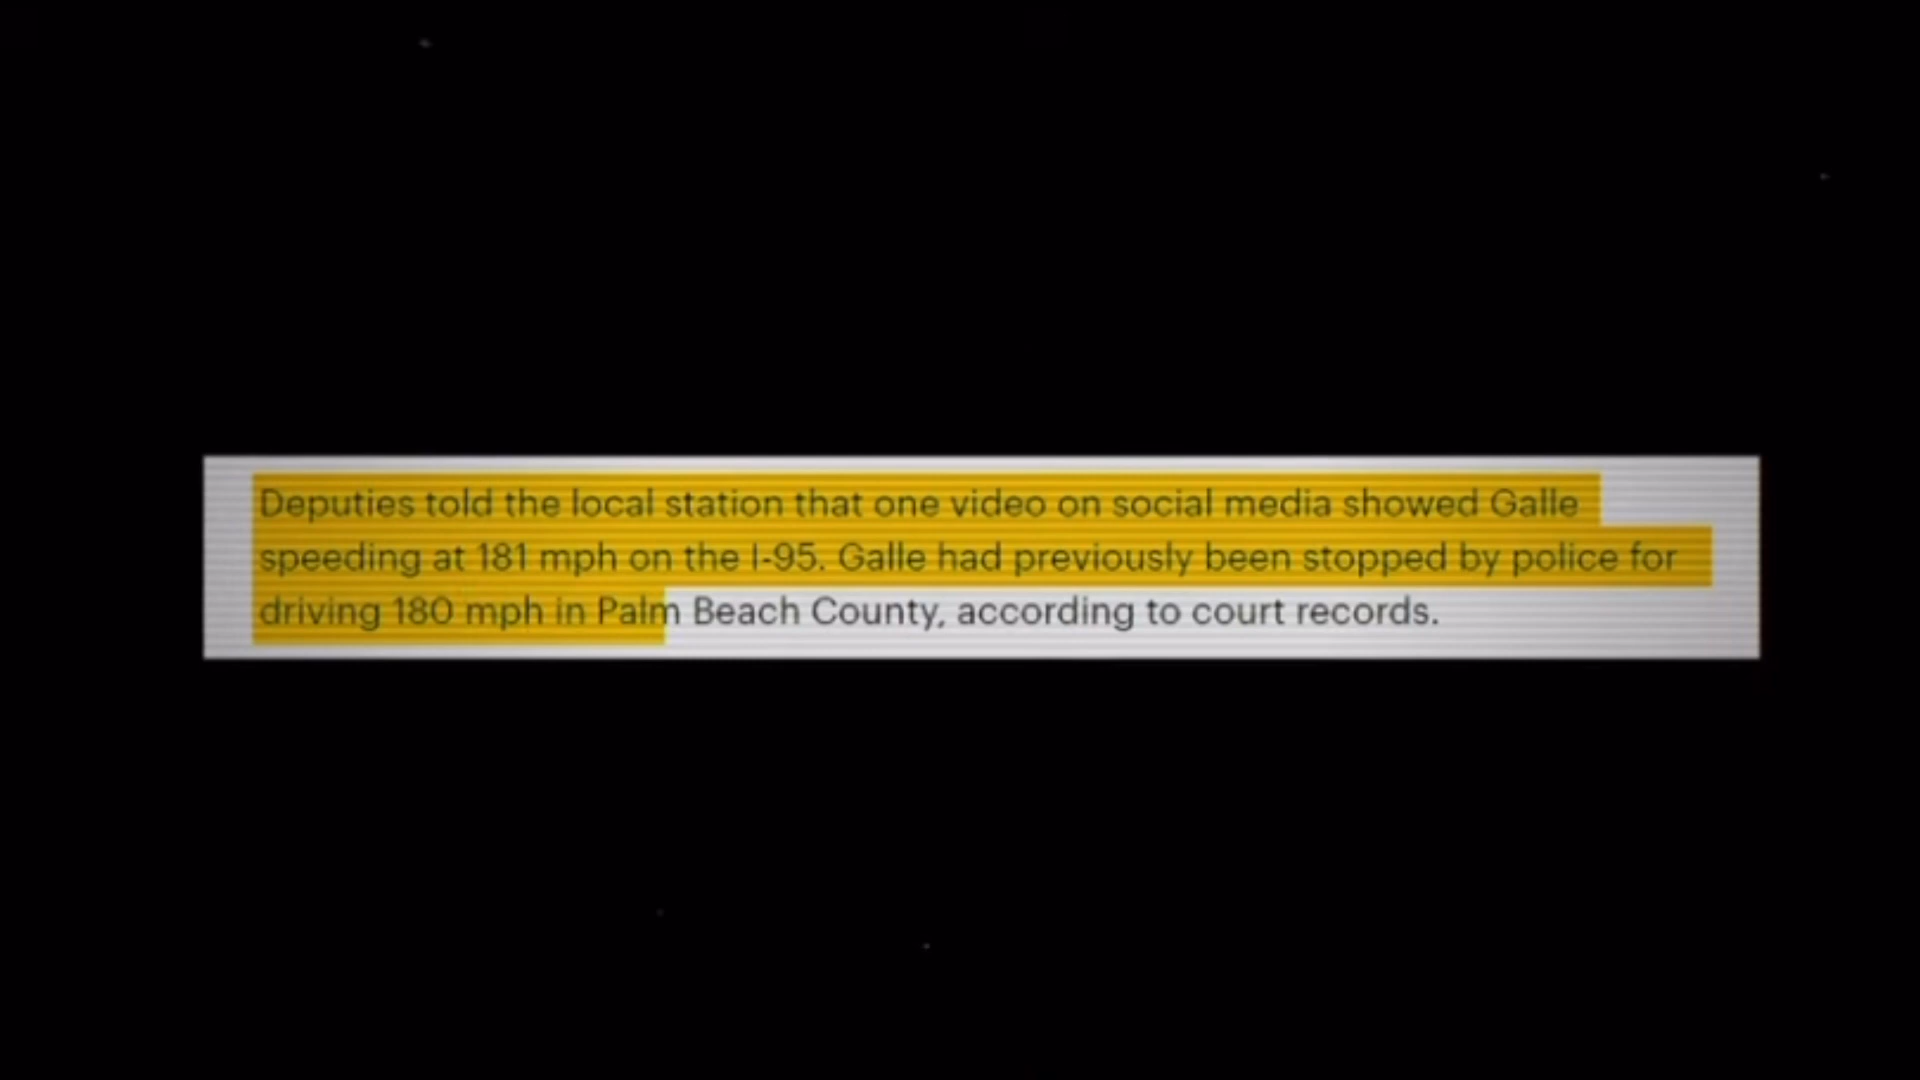 Deputies told the local station that one video on social media showed Galle
speeding at 181 mph on the I-95. Galle had previously been stopped by police for
driving 180 mph in Palm Beach County, according to court records.